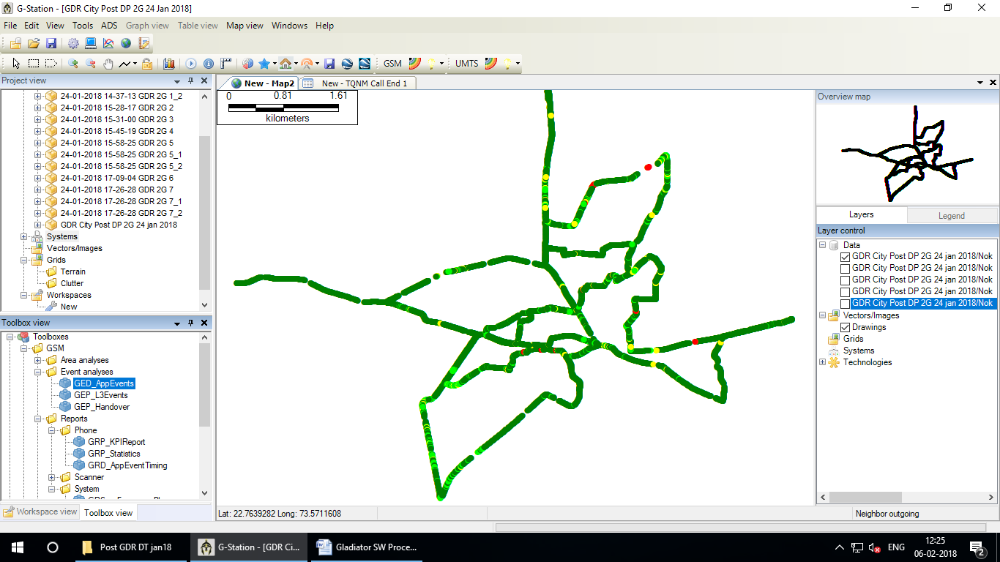 G-Station - [GDR City Post DP 2G 24 Jan 2018]
File Edit View Tools ADS Graph view Table view Map view Windows Help
GSM UMTS
Project view
24-01-2018 14-37-13 GDR 2G 1_2
24-01-2018 15-28-17 GDR 2G 2
24-01-2018 15-31-00 GDR 2G 3
24-01-2018 15-45-19 GDR 2G 4
24-01-2018 15-58-25 GDR 2G 5
24-01-2018 15-58-25 GDR 2G 5_1
24-01-2018 15-58-25 GDR 2G 5_2
24-01-2018 17-09-04 GDR 2G 6
24-01-2018 17-26-28 GDR 2G 7
24-01-2018 17-26-28 GDR 2G 7_1
24-01-2018 17-26-28 GDR 2G 7_2
GDR City Post DP 2G 24 jan 2018
Systems
Vectors/Images
Grids
Terrain
Clutter
Workspaces
New
Toolbox view
Toolboxes
GSM
Area analyses
Event analyses
GED_AppEvents
GEP_L3Events
GEP_Handover
Reports
Phone
GRP_KPIReport
GRP_Statistics
GRD_AppEventTiming
Scanner
System
Workspace view Toolbox view
New - Map2 New - TQNM Call End 1
0 0.81 1.61
kilometers
Lat: 22.7639282 Long: 73.5711608
Overview map
Layers Legend
Layer control
Data
GDR City Post DP 2G 24 jan 2018/Nok
GDR City Post DP 2G 24 jan 2018/Nok
GDR City Post DP 2G 24 jan 2018/Nok
GDR City Post DP 2G 24 jan 2018/Nok
GDR City Post DP 2G 24 jan 2018/Nok
Vectors/Images
Drawings
Grids
Systems
Technologies
Neighbor outgoing
Post GDR DT jan18
G-Station - [GDR Ci...
Gladiator SW Proce...
ENG
12:25
06-02-2018
2